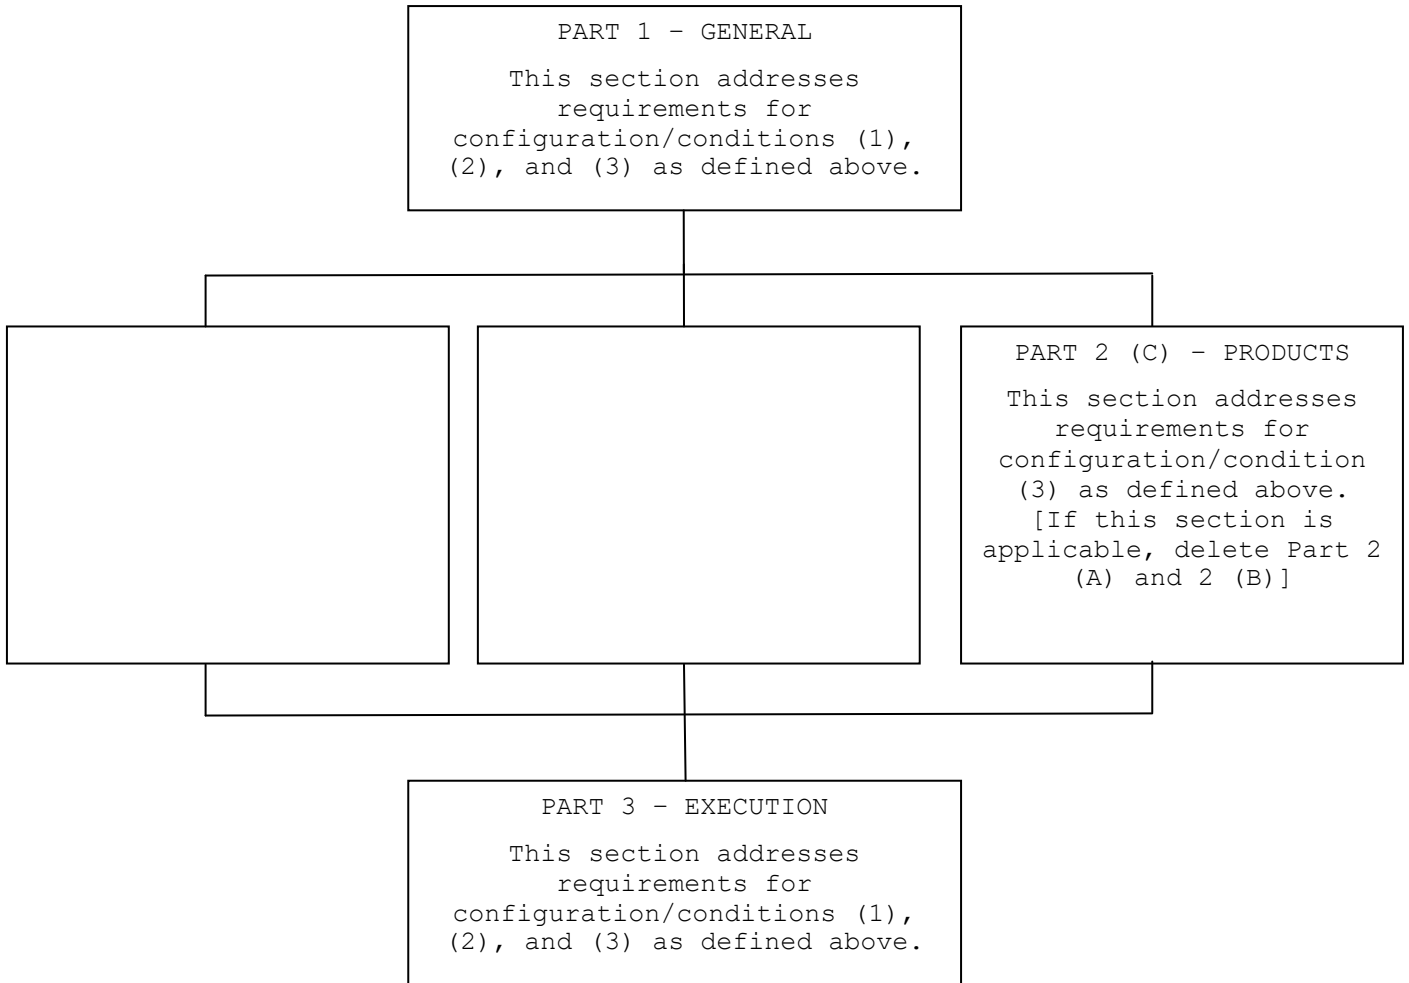 PART 1 – GENERAL
This section addresses
requirements for
configuration/conditions (1),
(2), and (3) as defined above.
PART 2 (C) – PRODUCTS
This section addresses
requirements for
configuration/condition
(3) as defined above.
[If this section is
applicable, delete Part 2
(A) and 2 (B)]
PART 3 – EXECUTION
This section addresses
requirements for
configuration/conditions (1),
(2), and (3) as defined above.